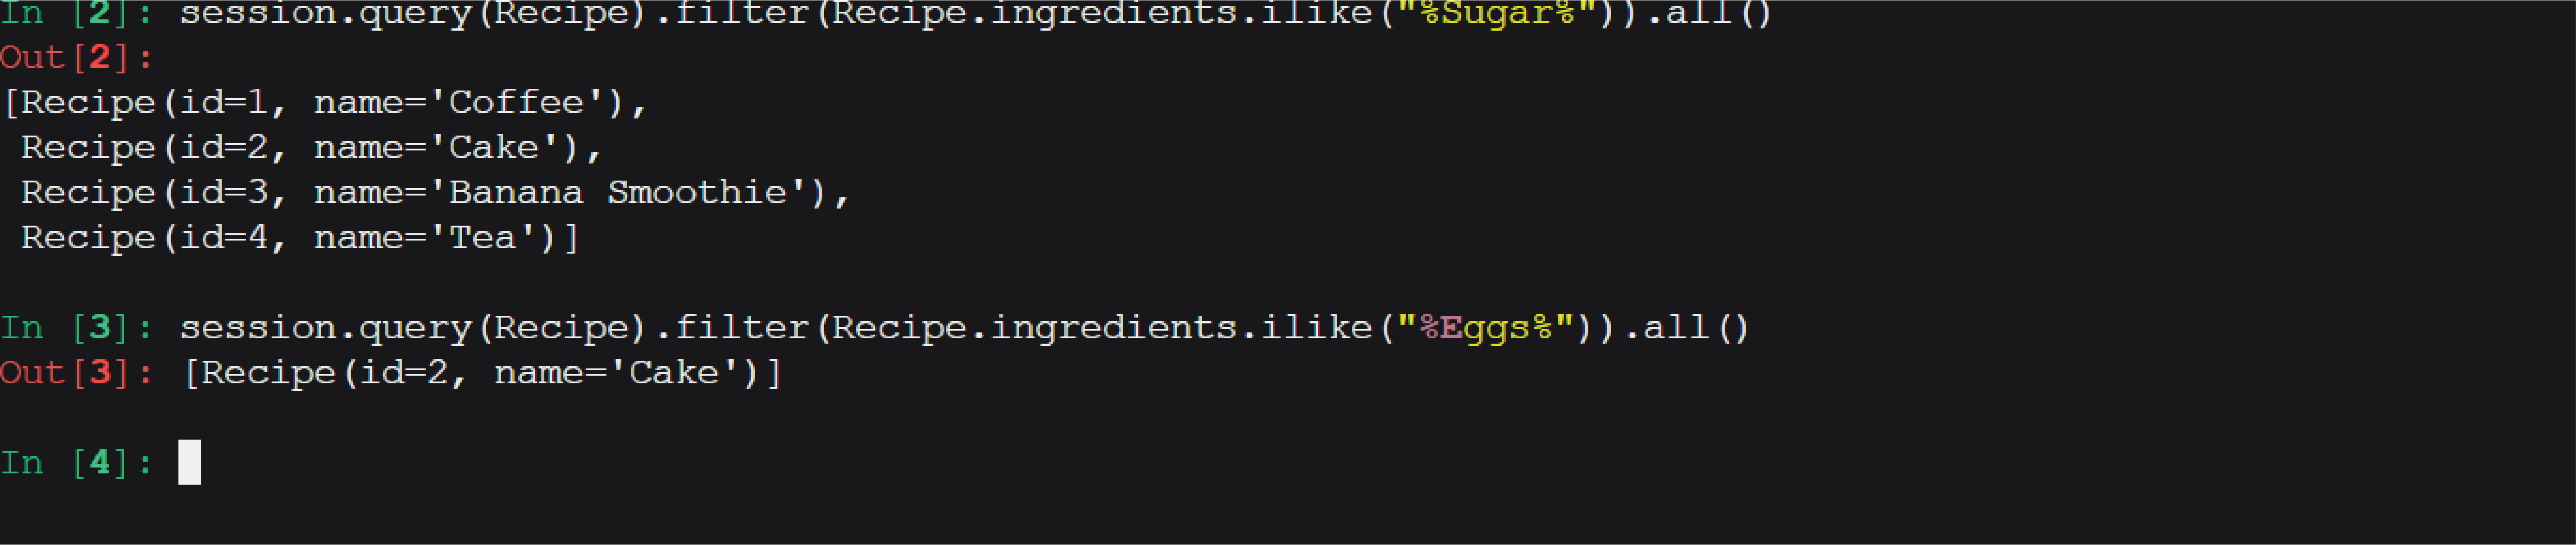 In [2]: session.query(Recipe).filter(Recipe.ingredients.ilike("%Sugar%")).all()
Out[2]:
[Recipe(id=1, name='Coffee'),
 Recipe(id=2, name='Cake'),
 Recipe(id=3, name='Banana Smoothie'),
 Recipe(id=4, name='Tea')]
In [3]: session.query(Recipe).filter(Recipe.ingredients.ilike("%Eggs%")).all()
Out[3]: [Recipe(id=2, name='Cake')]
In [4]: